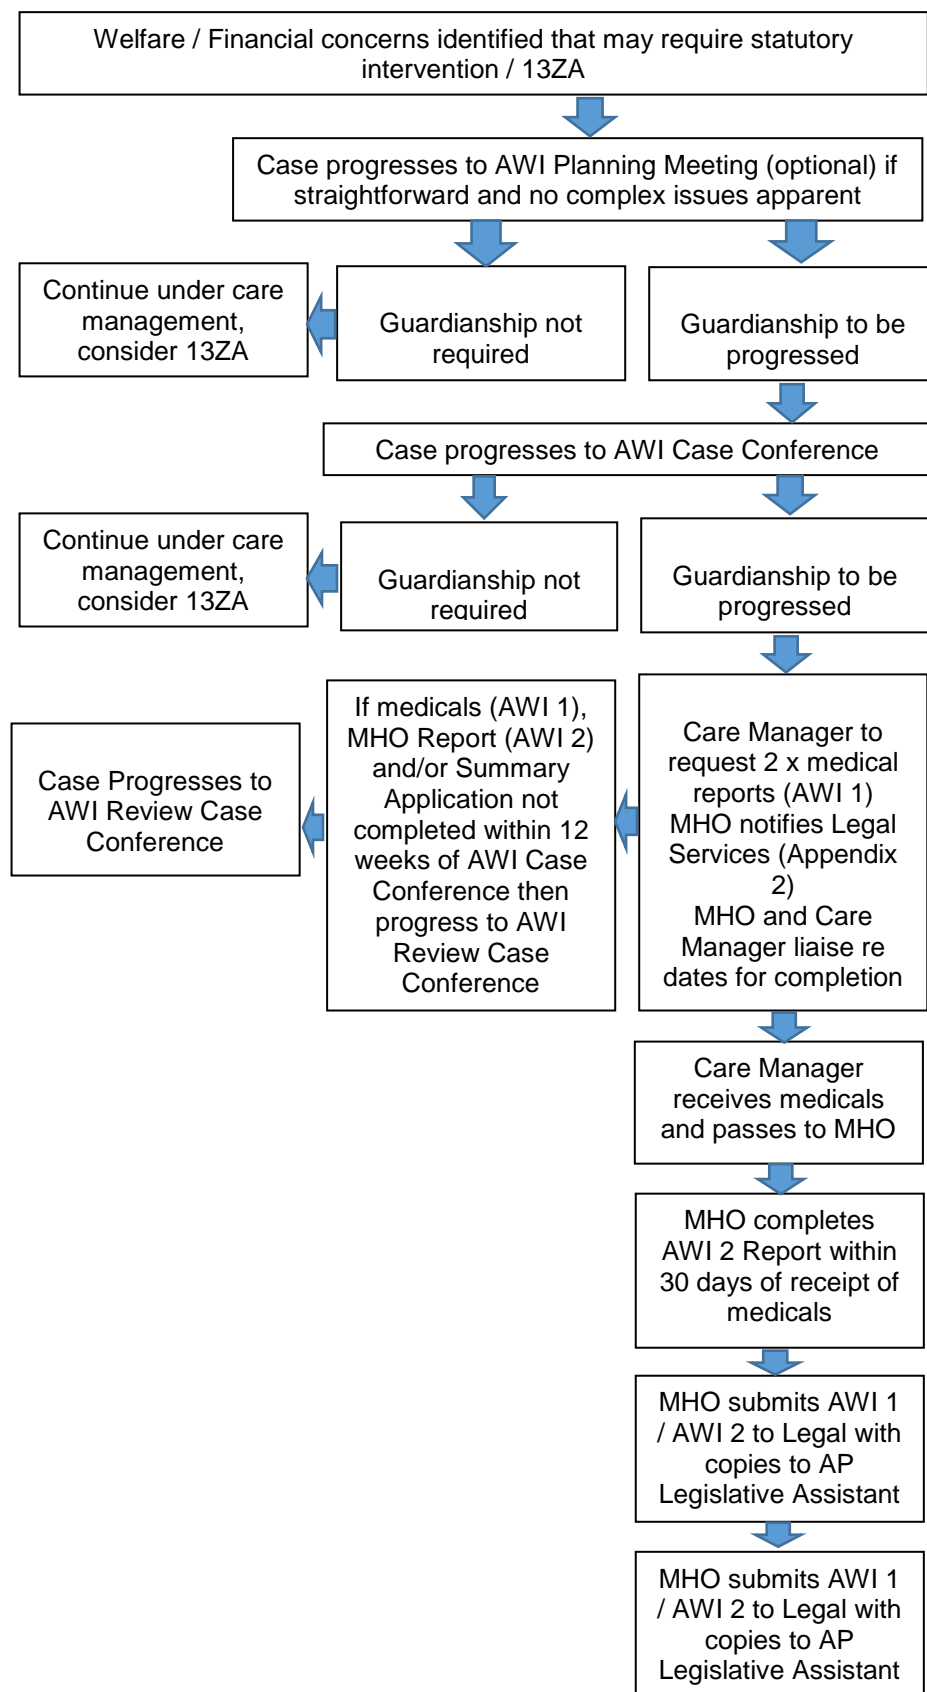 Welfare / Financial concerns identified that may require statutory
intervention / 13ZA
Case progresses to AWI Planning Meeting (optional) if
straightforward and no complex issues apparent
Continue under care
management,
consider 13ZA
Guardianship not
required
Guardianship to be
progressed
Case progresses to AWI Case Conference
Continue under care
management,
consider 13ZA
Guardianship not
required
Guardianship to be
progressed
Case Progresses to
AWI Review Case
Conference
If medicals (AWI 1),
MHO Report (AWI 2)
and/or Summary
Application not
completed within 12
weeks of AWI Case
Conference then
progress to AWI
Review Case
Conference
Care Manager to
request 2 x medical
reports (AWI 1)
MHO notifies Legal
Services (Appendix
2)
MHO and Care
Manager liaise re
dates for completion
Care Manager
receives medicals
and passes to MHO
MHO completes
AWI 2 Report within
30 days of receipt of
medicals
MHO submits AWI 1
/ AWI 2 to Legal with
copies to AP
Legislative Assistant
MHO submits AWI 1
/ AWI 2 to Legal with
copies to AP
Legislative Assistant